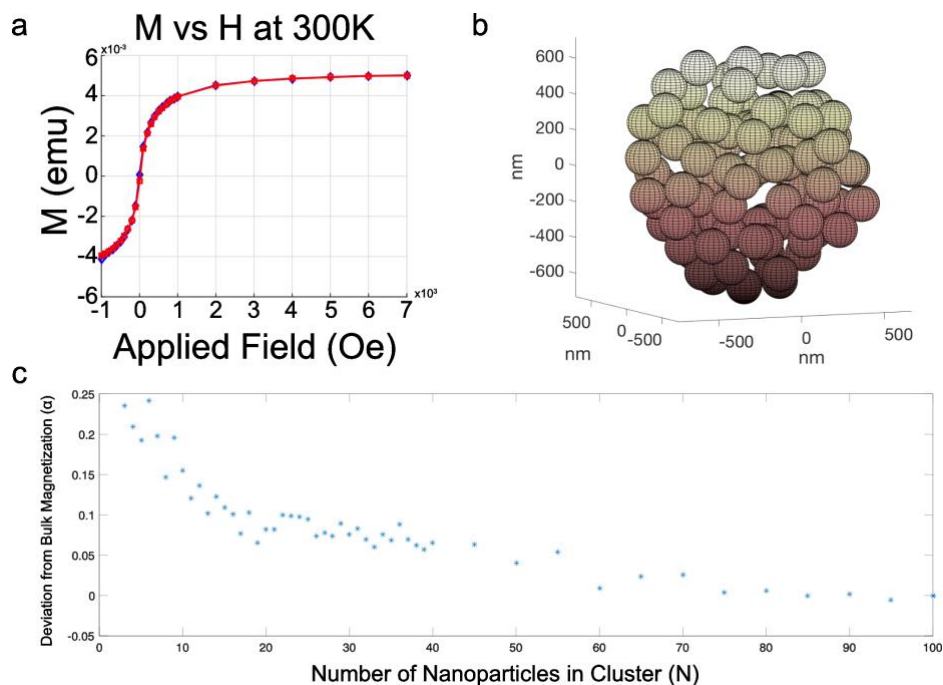 a
M vs H at 300K
x10⁻³
6
4
2
0
-2
-4
-6
M (emu)
-1 0 1 2 3 4 5 6 7
x10³
Applied Field (Oe)
b
600
400
200
0
-200
-400
-600
nm
500
0
-500
nm
-500
0
500
nm
c
0.25
0.2
0.15
0.1
0.05
0
-0.05
Deviation from Bulk Magnetization (α)
0 10 20 30 40 50 60 70 80 90 100
Number of Nanoparticles in Cluster (N)